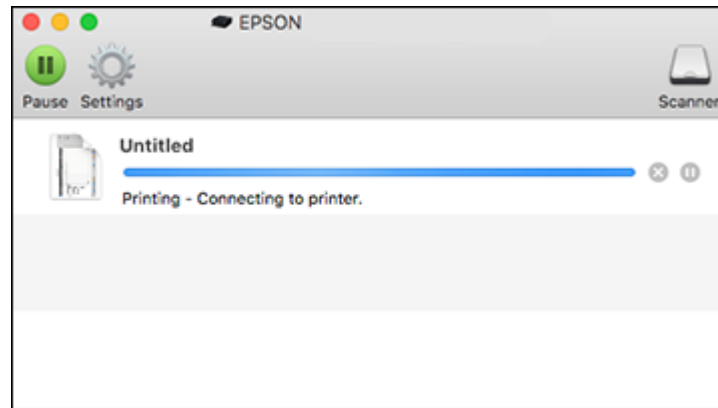 EPSON
Pause Settings Scanner
Untitled
Printing - Connecting to printer.